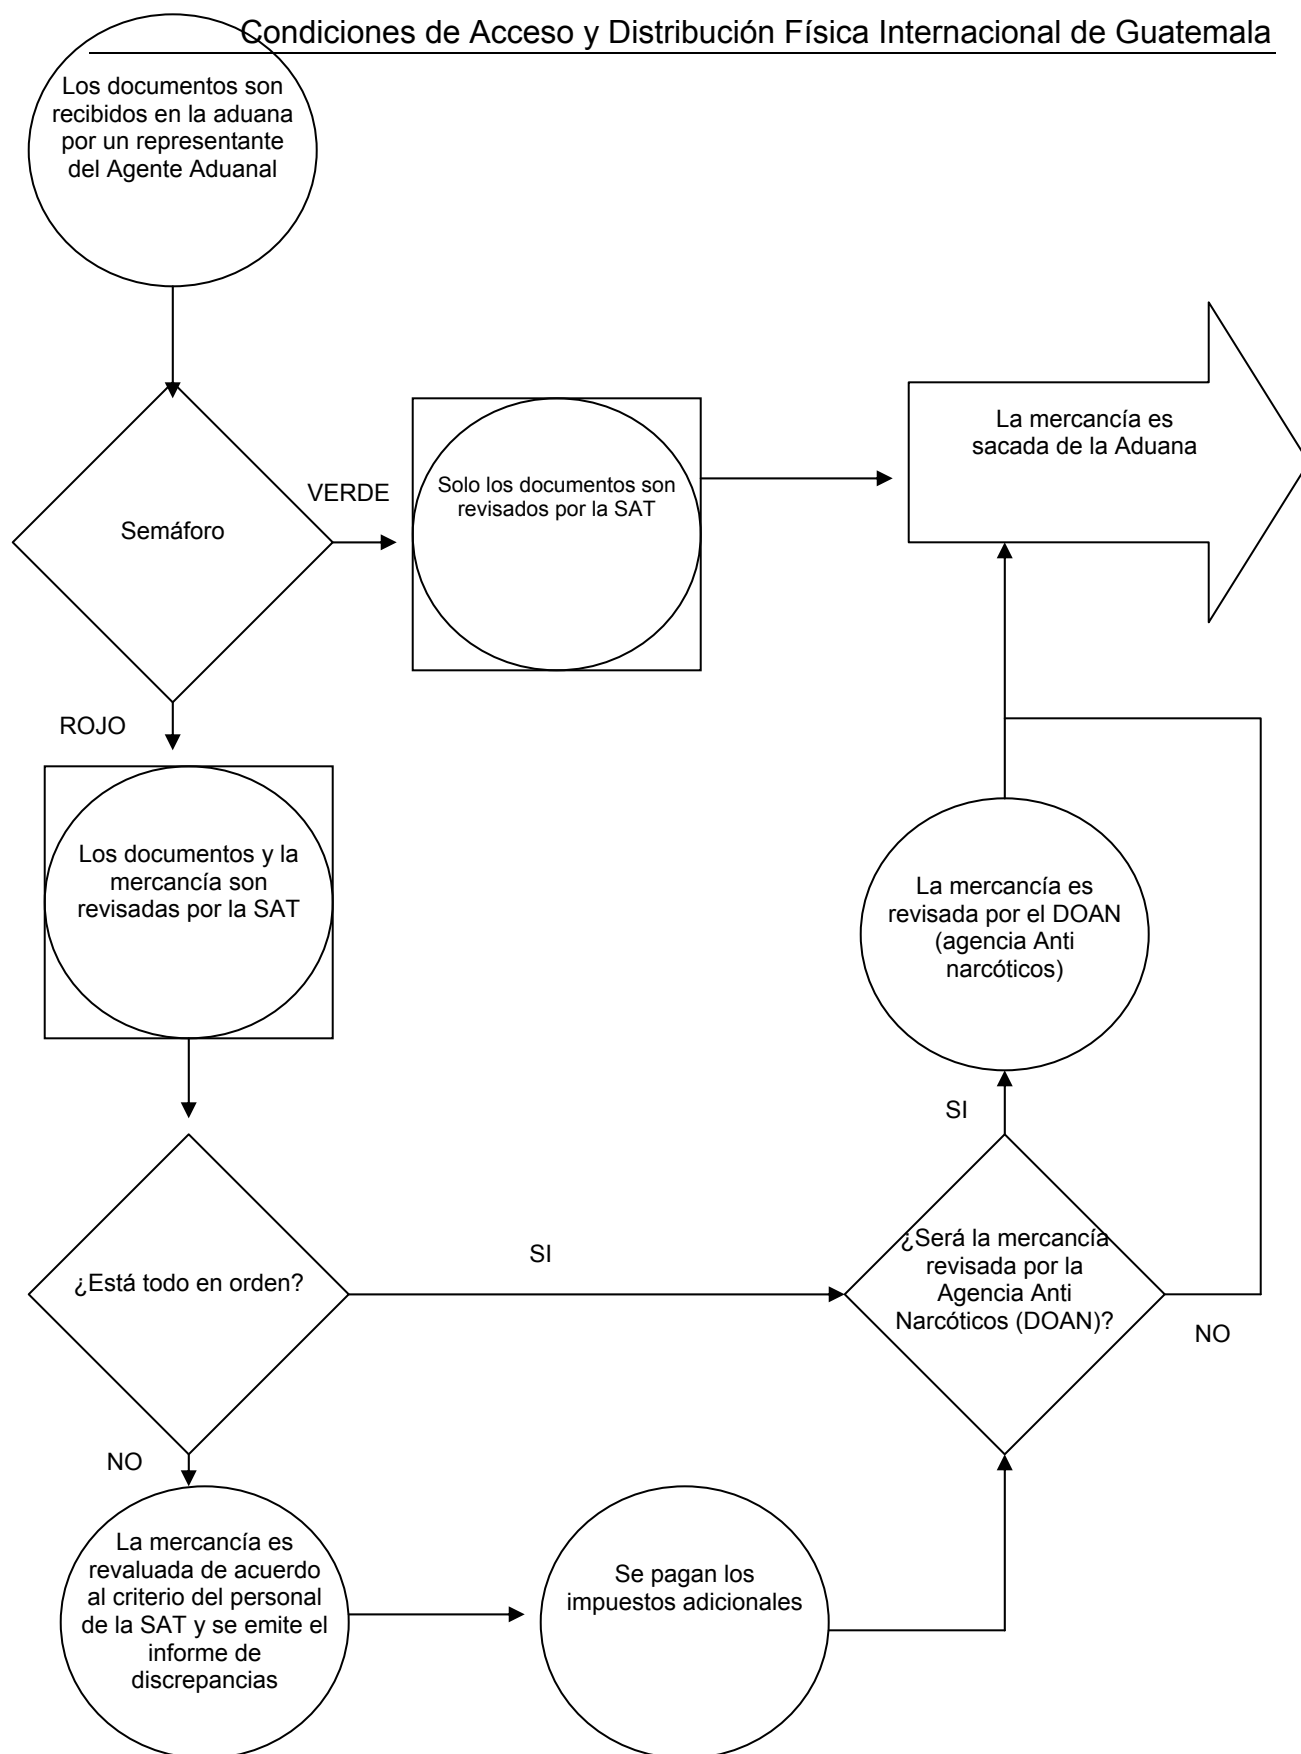 Condiciones de Acceso y Distribución Física Internacional de Guatemala
Los documentos son
recibidos en la aduana
por un representante
del Agente Aduanal
La mercancía es
sacada de la Aduana
VERDE
Solo los documentos son
revisados por la SAT
Semáforo
ROJO
Los documentos y la
mercancía son
revisadas por la SAT
La mercancía es
revisada por el DOAN
(agencia Anti
narcóticos)
SI
¿Está todo en orden?
SI
¿Será la mercancía
revisada por la
Agencia Anti
Narcóticos (DOAN)?
NO
NO
La mercancía es
revaluada de acuerdo
al criterio del personal
de la SAT y se emite el
informe de
discrepancias
Se pagan los
impuestos adicionales